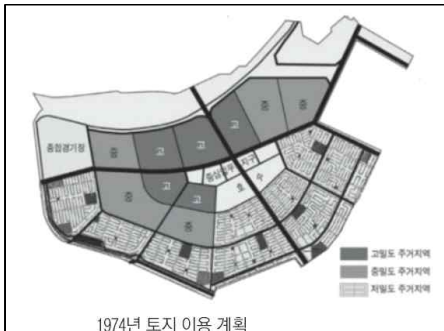 고
중
중
고
고
중
종합경기장
중심업무지구
고
호수
고
중
중
고밀도 주거지역
중밀도 주거지역
저밀도 주거지역
1974년 토지 이용 계획